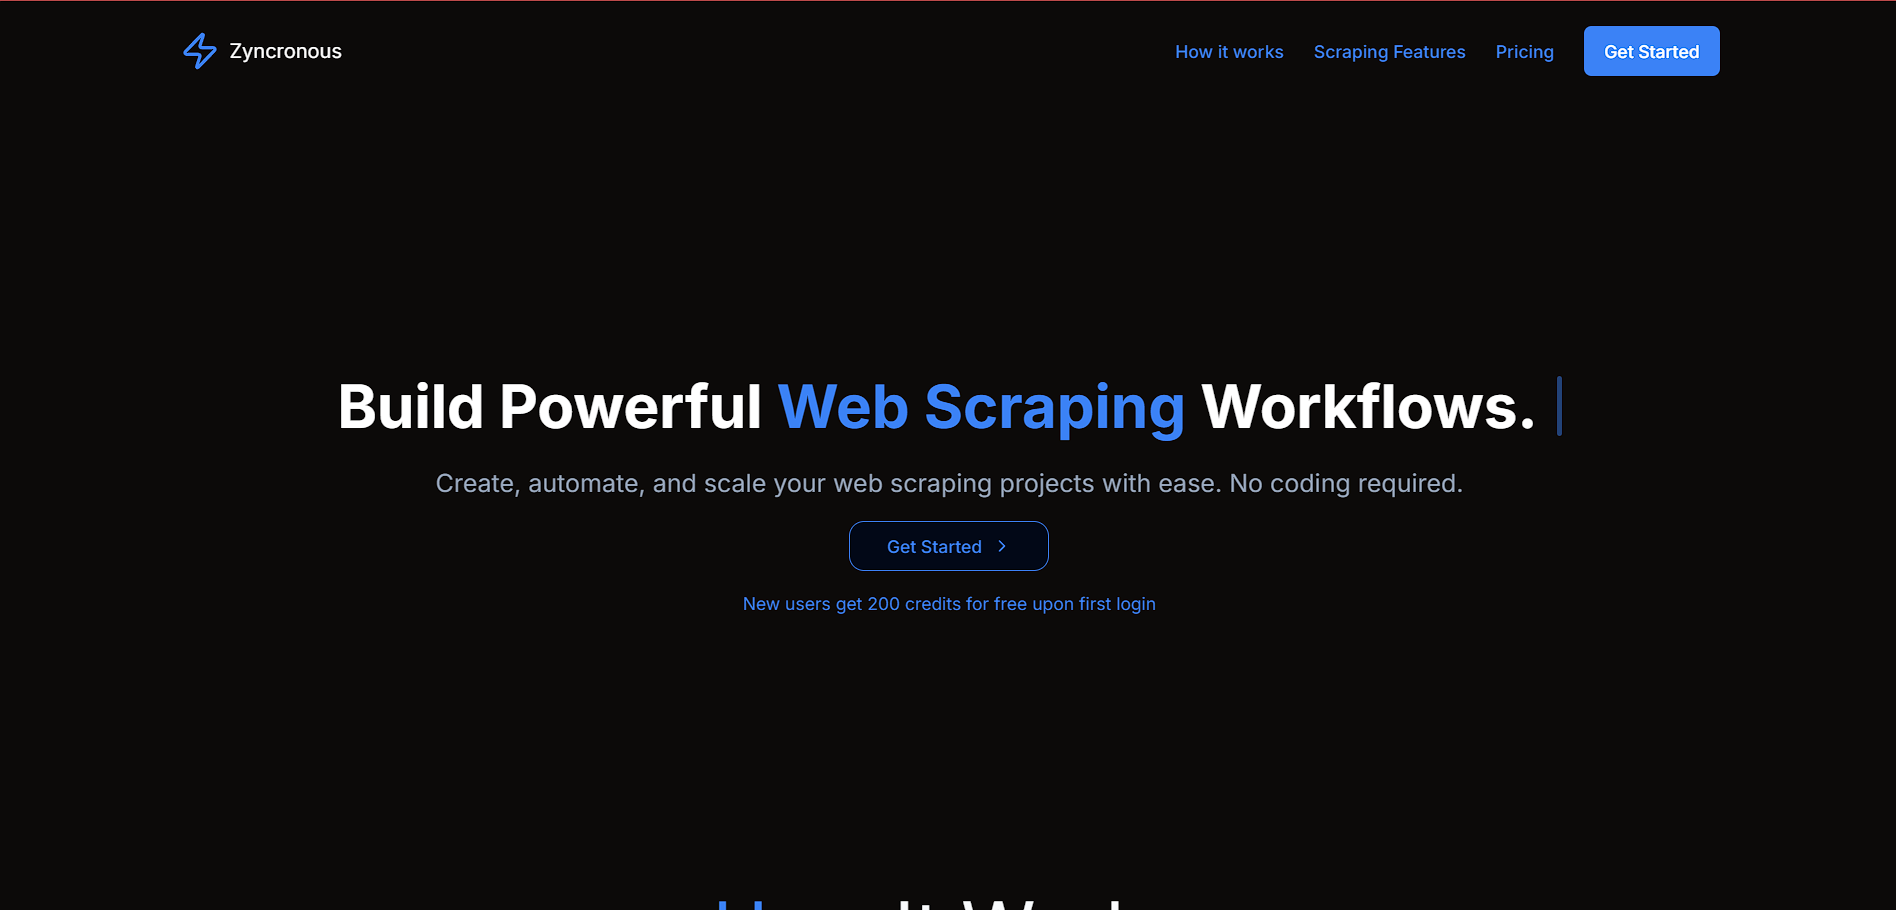 Zyncronous
How it works
Scraping Features
Pricing
Get Started
Build Powerful Web Scraping Workflows.
Create, automate, and scale your web scraping projects with ease. No coding required.
Get Started
New users get 200 credits for free upon first login